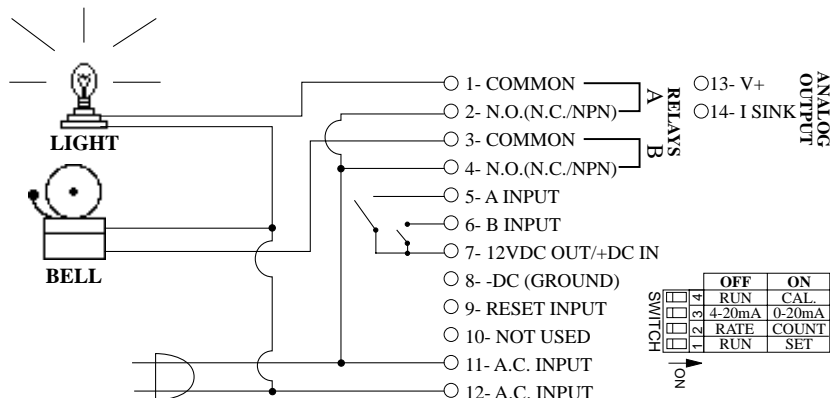 LIGHT
BELL
1- COMMON
2- N.O.(N.C./NPN)
3- COMMON
4- N.O.(N.C./NPN)
5- A INPUT
6- B INPUT
7- 12VDC OUT/+DC IN
8- -DC (GROUND)
9- RESET INPUT
10- NOT USED
11- A.C. INPUT
12- A.C. INPUT
A
B
RELAYS
13- V+
14- I SINK
ANALOG
OUTPUT
OFF ON
4 RUN CAL.
3 4-20mA 0-20mA
2 RATE COUNT
1 RUN SET
SWITCH
ON